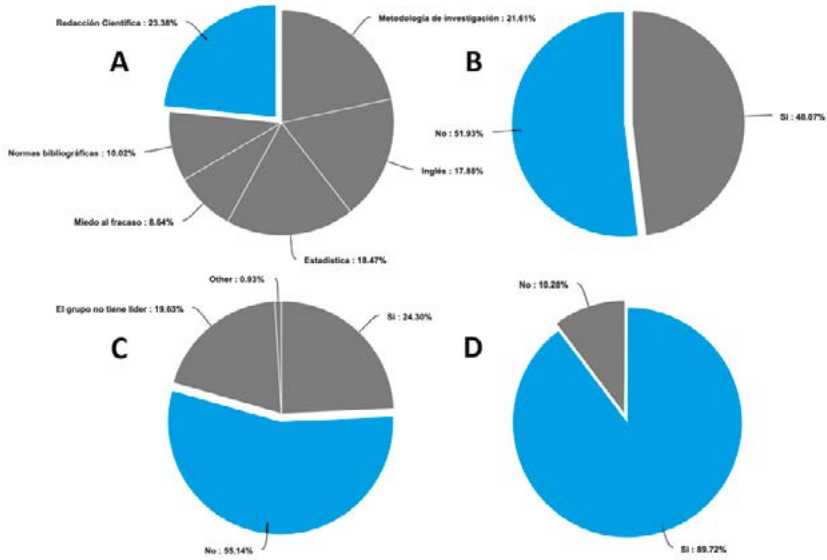 Redacción Científica : 23.38%
Metodología de investigación : 21.61%
A
B
Si : 48.07%
No : 51.93%
Normas bibliográficas : 10.02%
Inglés : 17.88%
Miedo al fracaso : 8.64%
Estadística : 18.47%
Other : 0.93%
No : 10.28%
El grupo no tiene lider : 19.63%
Si : 24.30%
C
D
No : 55.14%
Si : 89.72%